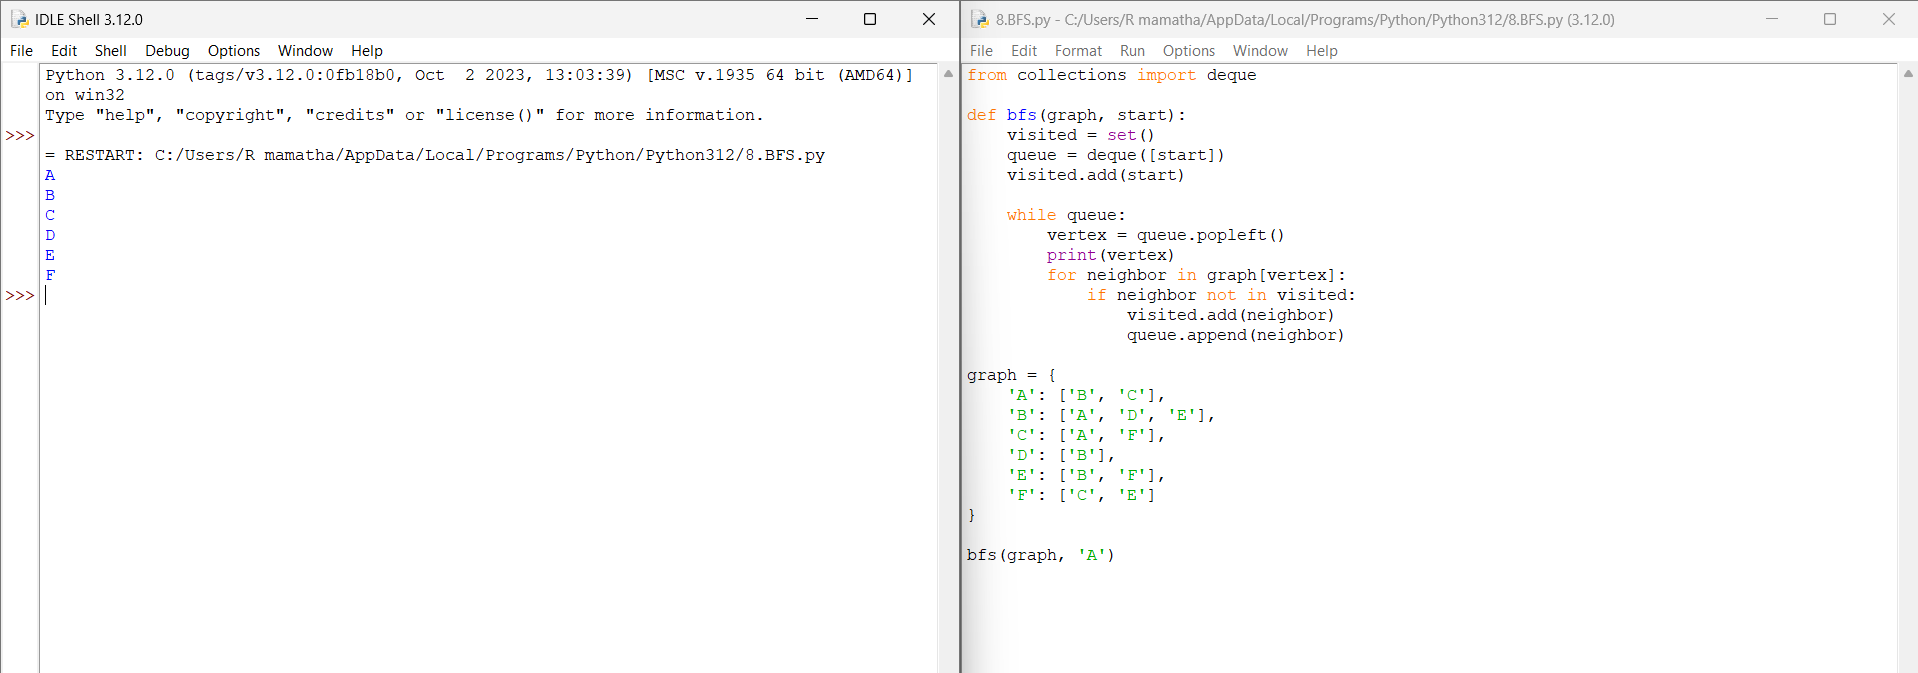 IDLE Shell 3.12.0
File Edit Shell Debug Options Window Help
Python 3.12.0 (tags/v3.12.0:0fb18b0, Oct  2 2023, 13:03:39) [MSC v.1935 64 bit (AMD64)]
on win32
Type "help", "copyright", "credits" or "license()" for more information.
>>>
= RESTART: C:/Users/R mamatha/AppData/Local/Programs/Python/Python312/8.BFS.py
A
B
C
D
E
F
>>>
8.BFS.py - C:/Users/R mamatha/AppData/Local/Programs/Python/Python312/8.BFS.py (3.12.0)
File Edit Format Run Options Window Help
from collections import deque
def bfs(graph, start):
    visited = set()
    queue = deque([start])
    visited.add(start)
    while queue:
        vertex = queue.popleft()
        print(vertex)
        for neighbor in graph[vertex]:
            if neighbor not in visited:
                visited.add(neighbor)
                queue.append(neighbor)
graph = {
    'A': ['B', 'C'],
    'B': ['A', 'D', 'E'],
    'C': ['A', 'F'],
    'D': ['B'],
    'E': ['B', 'F'],
    'F': ['C', 'E']
}
bfs(graph, 'A')